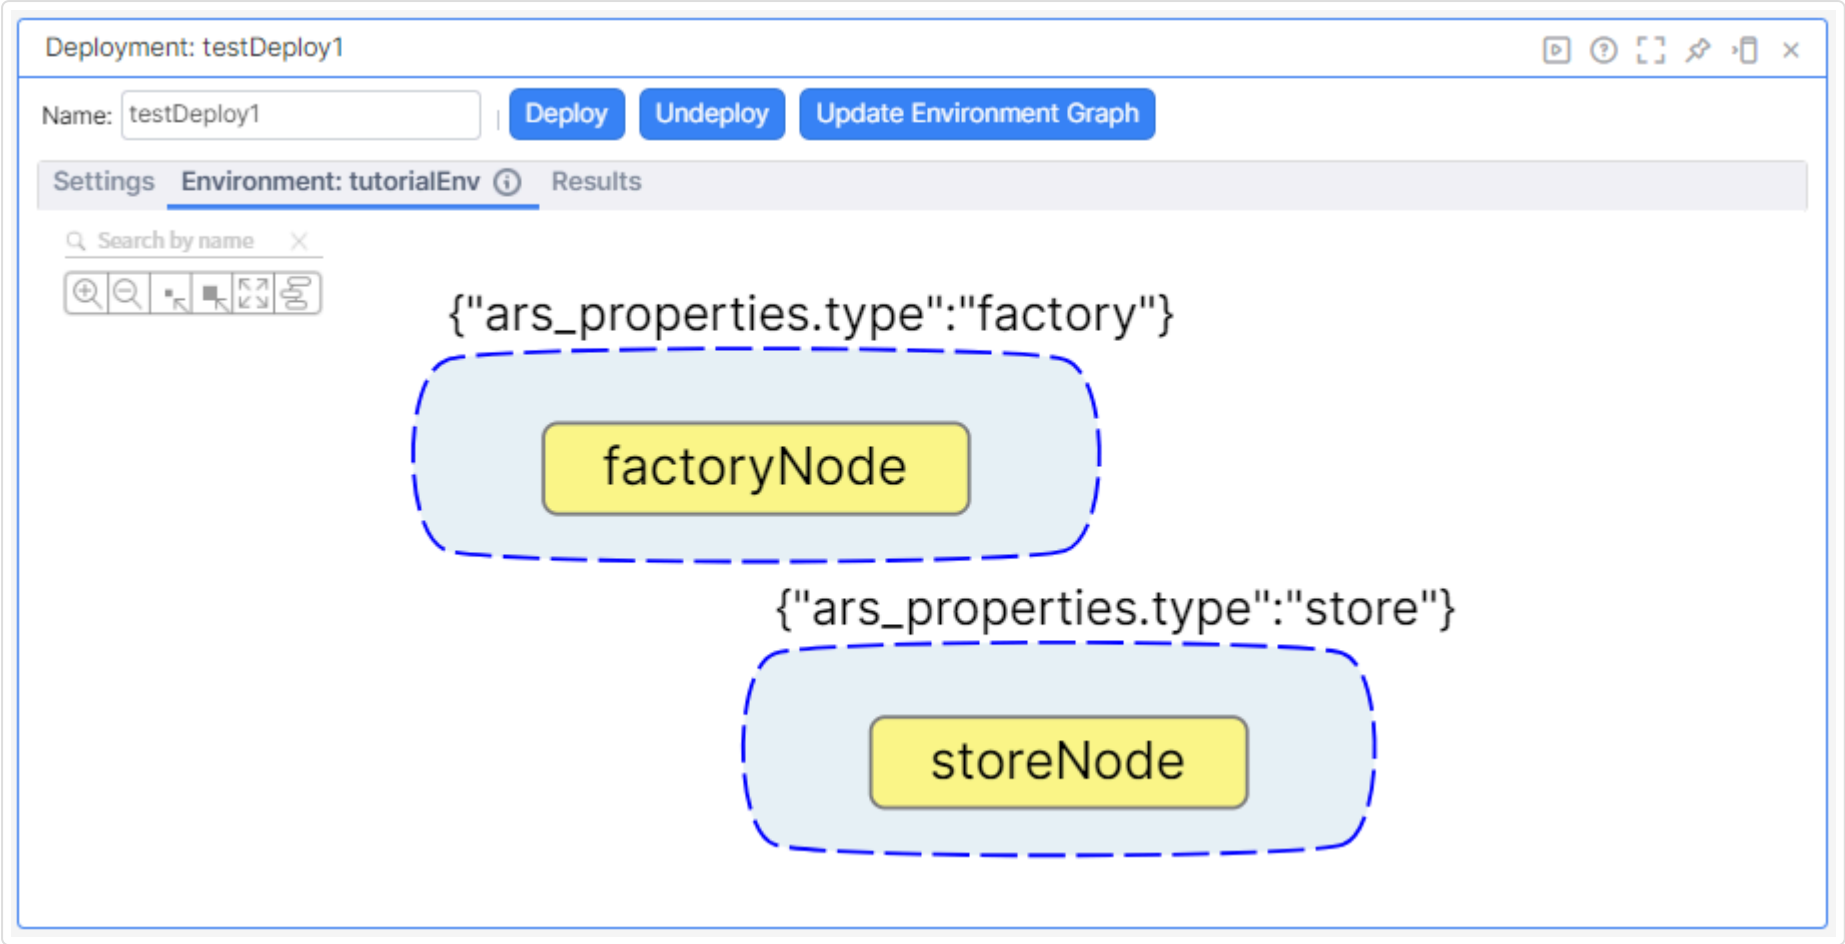 Deployment: testDeploy1
Name: testDeploy1 | Deploy Undeploy Update Environment Graph
Settings Environment: tutorialEnv Results
Search by name
{"ars_properties.type":"factory"}
factoryNode
{"ars_properties.type":"store"}
storeNode